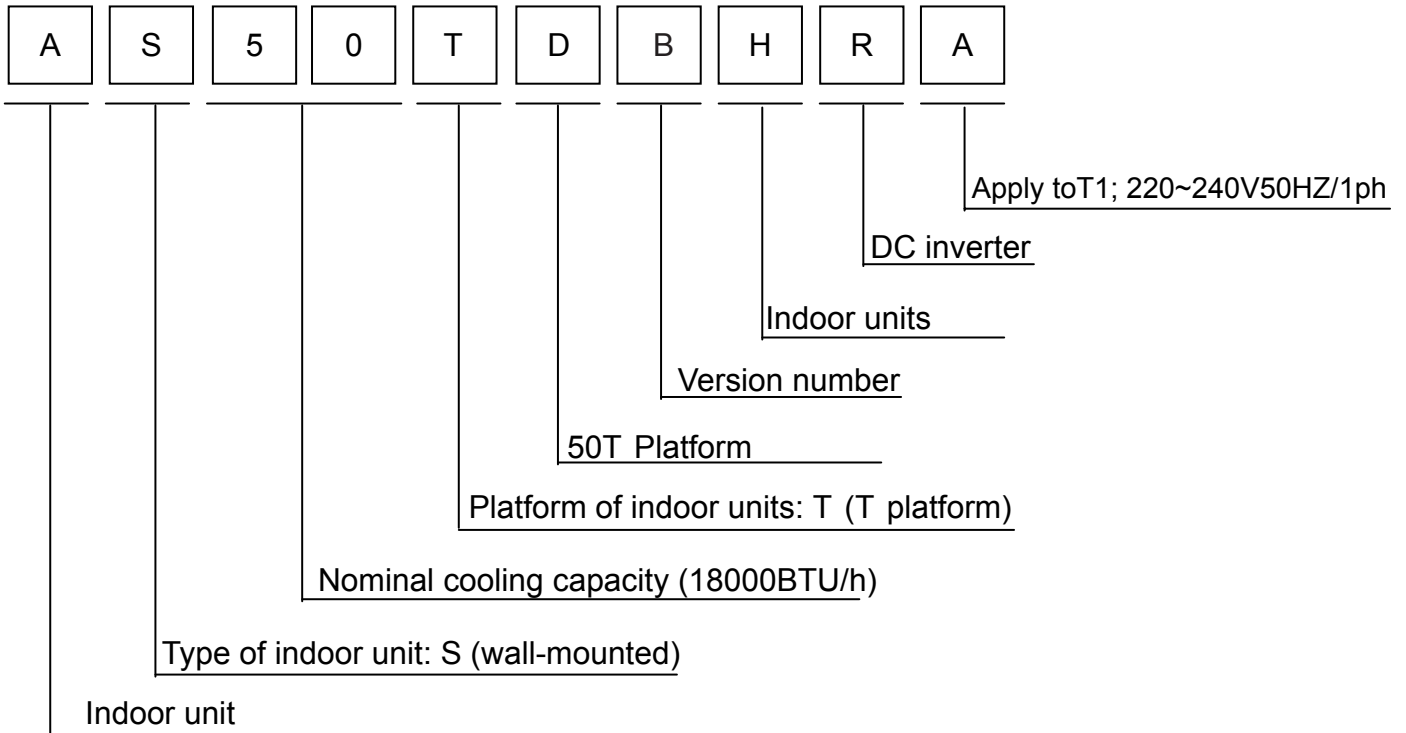 A S 5 0 T D B H R A
Apply toT1; 220~240V50HZ/1ph
DC inverter
Indoor units
Version number
50T Platform
Platform of indoor units: T (T platform)
Nominal cooling capacity (18000BTU/h)
Type of indoor unit: S (wall-mounted)
Indoor unit